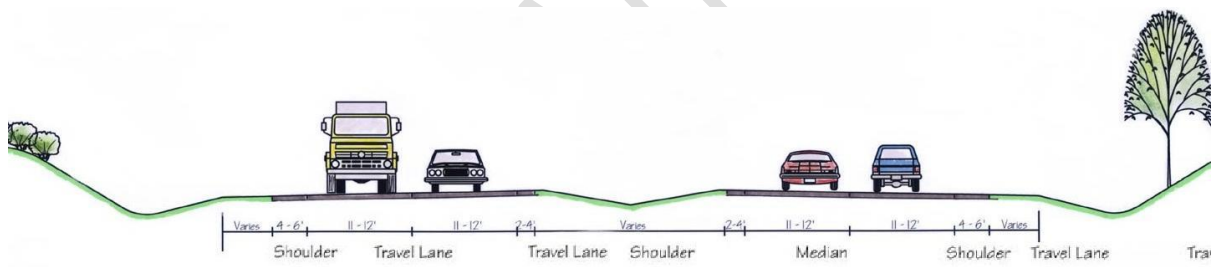 Varies 4 - 6' 11 - 12' 11 - 12' 2-4' Varies 2-4' 11 - 12' 11 - 12' 4 - 6' Varies
Shoulder Travel Lane Travel Lane Shoulder Median Shoulder Travel Lane Tra